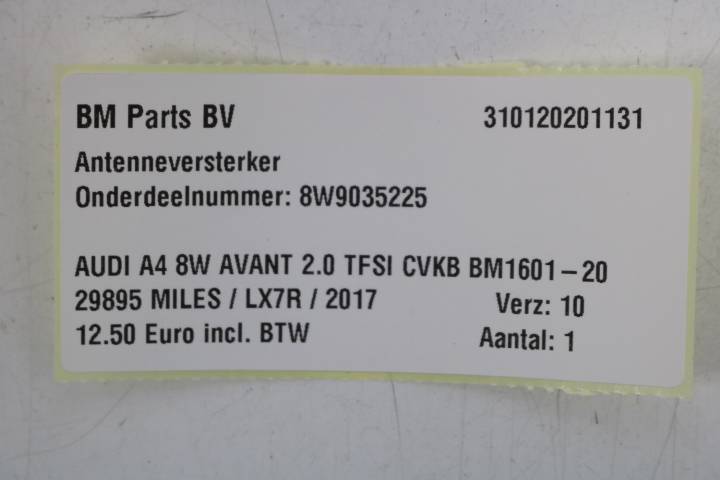 BM Parts BV 310120201131
Antenneversterker
Onderdeelnummer: 8W9035225
AUDI A4 8W AVANT 2.0 TFSI CVKB BM1601-20
29895 MILES / LX7R / 2017 Verz: 10
12.50 Euro incl. BTW Aantal: 1